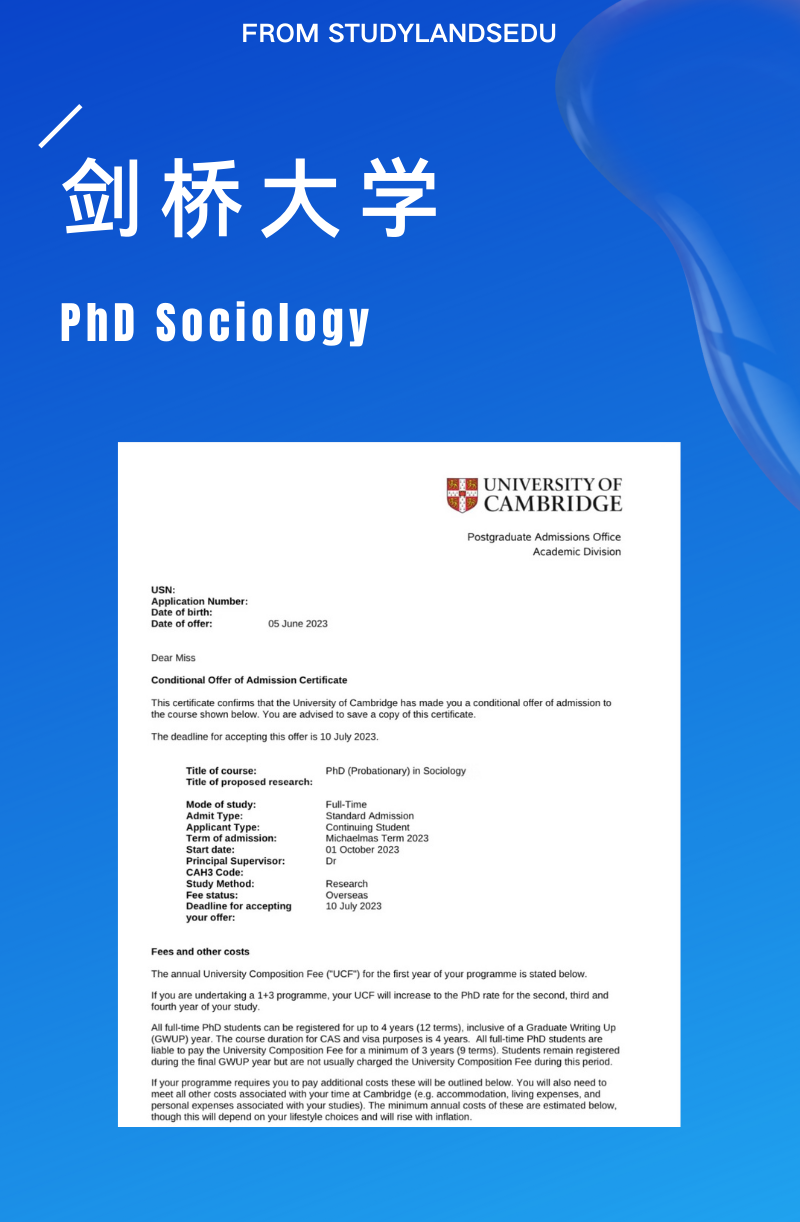 FROM STUDYLANDSEDU
剑桥大学
PhD Sociology
UNIVERSITY OF
CAMBRIDGE
Postgraduate Admissions Office
Academic Division
USN:
Application Number:
Date of birth:
Date of offer: 05 June 2023
Dear Miss
Conditional Offer of Admission Certificate
This certificate confirms that the University of Cambridge has made you a conditional offer of admission to
the course shown below. You are advised to save a copy of this certificate.
The deadline for accepting this offer is 10 July 2023.
Title of course: PhD (Probationary) in Sociology
Title of proposed research:
Mode of study: Full-Time
Admit Type: Standard Admission
Applicant Type: Continuing Student
Term of admission: Michaelmas Term 2023
Start date: 01 October 2023
Principal Supervisor: Dr
CAH3 Code:
Study Method: Research
Fee status: Overseas
Deadline for accepting 10 July 2023
your offer:
Fees and other costs
The annual University Composition Fee ("UCF") for the first year of your programme is stated below.
If you are undertaking a 1+3 programme, your UCF will increase to the PhD rate for the second, third and
fourth year of your study.
All full-time PhD students can be registered for up to 4 years (12 terms), inclusive of a Graduate Writing Up
(GWUP) year. The course duration for CAS and visa purposes is 4 years. All full-time PhD students are
liable to pay the University Composition Fee for a minimum of 3 years (9 terms). Students remain registered
during the final GWUP year but are not usually charged the University Composition Fee during this period.
If your programme requires you to pay additional costs these will be outlined below. You will also need to
meet all other costs associated with your time at Cambridge (e.g. accommodation, living expenses, and
personal expenses associated with your studies). The minimum annual costs of these are estimated below,
though this will depend on your lifestyle choices and will rise with inflation.